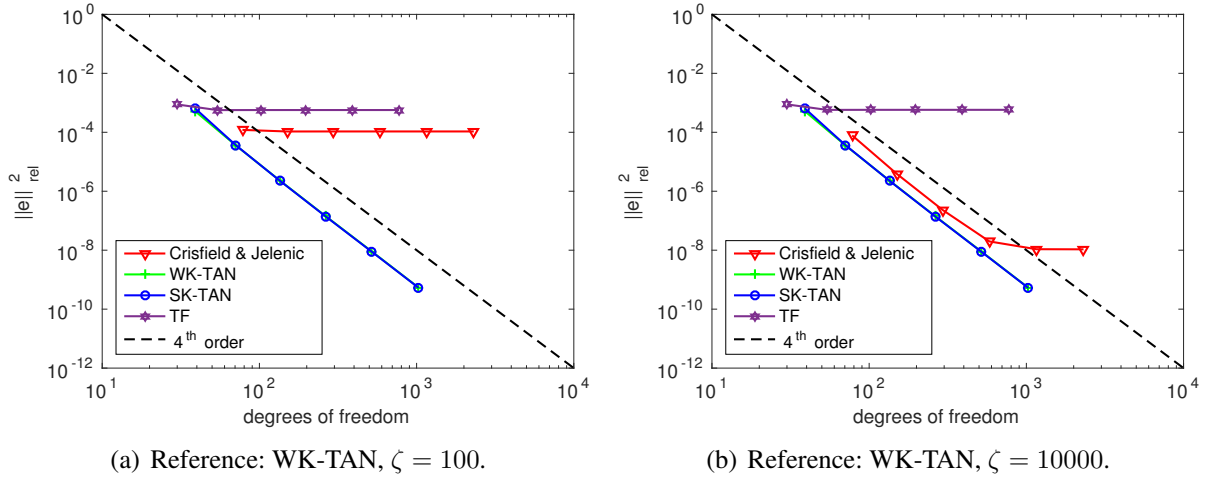 10^0
10^-2
10^-4
10^-6
10^-8
10^-10
10^-12
||e||^2_rel
Crisfield & Jelenic
WK-TAN
SK-TAN
TF
4^th order
10^1
10^2
10^3
10^4
degrees of freedom
(a) Reference: WK-TAN, ζ = 100.
10^0
10^-2
10^-4
10^-6
10^-8
10^-10
10^-12
||e||^2_rel
Crisfield & Jelenic
WK-TAN
SK-TAN
TF
4^th order
10^1
10^2
10^3
10^4
degrees of freedom
(b) Reference: WK-TAN, ζ = 10000.